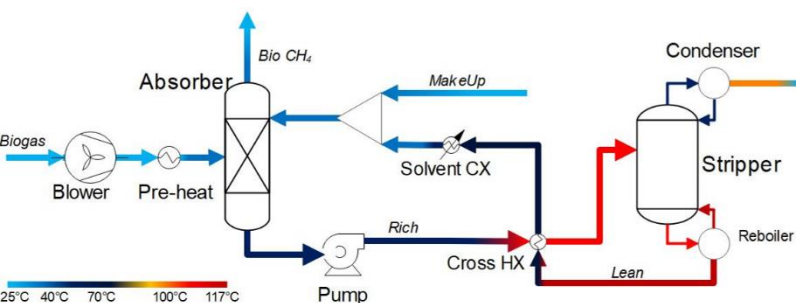 Condenser
Bio CH₄
Absorber
MakeUp
Biogas
Solvent CX
Stripper
Blower
Pre-heat
Rich
Reboiler
Cross HX
Lean
Pump
25°C 40°C 70°C 100°C 117°C